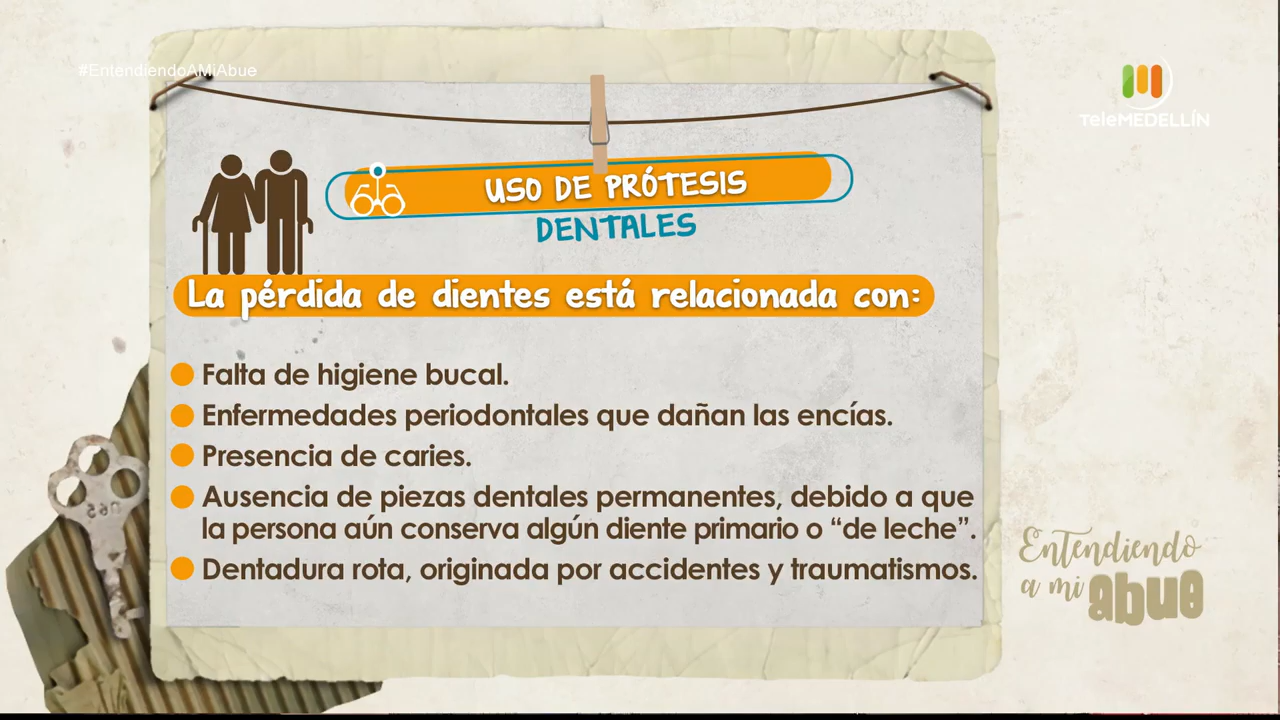 #EntendiendoAMiAbue
TeleMEDELLÍN
USO DE PRÓTESIS
DENTALES
La pérdida de dientes está relacionada con:
Falta de higiene bucal.
Enfermedades periodontales que dañan las encías.
Presencia de caries.
Ausencia de piezas dentales permanentes, debido a que
la persona aún conserva algún diente primario o “de leche”.
Dentadura rota, originada por accidentes y traumatismos.
Entendiendo
a mi abue